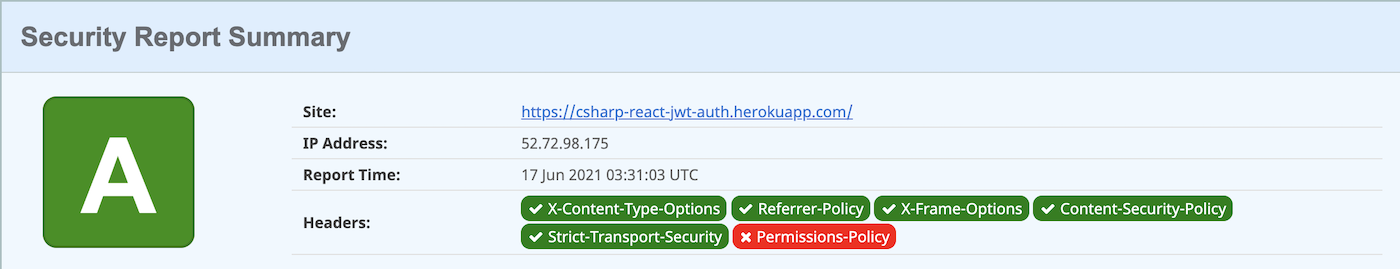 Security Report Summary
A
Site: https://csharp-react-jwt-auth.herokuapp.com/
IP Address: 52.72.98.175
Report Time: 17 Jun 2021 03:31:03 UTC
Headers: ✔ X-Content-Type-Options ✔ Referrer-Policy ✔ X-Frame-Options ✔ Content-Security-Policy
✔ Strict-Transport-Security ✖ Permissions-Policy